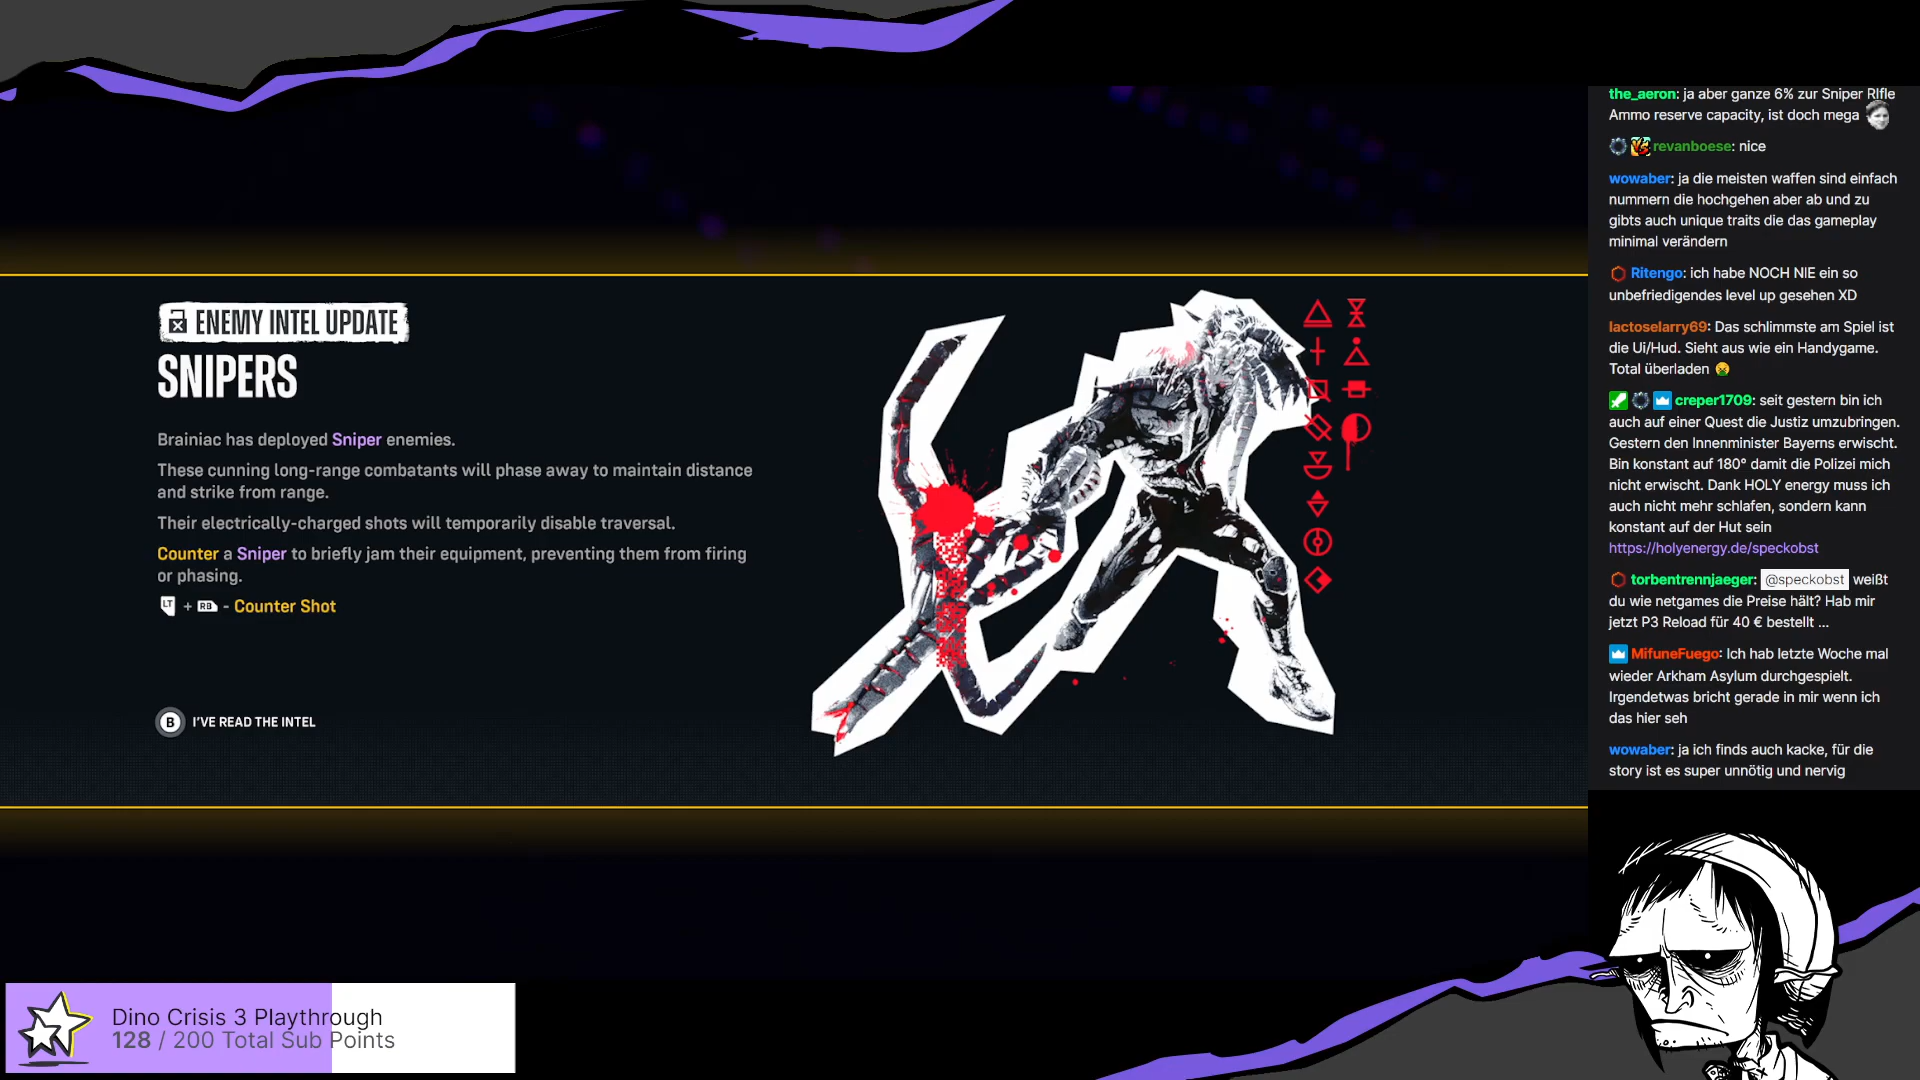 ENEMY INTEL UPDATE
SNIPERS
Brainiac has deployed Sniper enemies.
These cunning long-range combatants will phase away to maintain distance
and strike from range.
Their electrically-charged shots will temporarily disable traversal.
Counter a Sniper to briefly jam their equipment, preventing them from firing
or phasing.
LT + RB - Counter Shot
B I'VE READ THE INTEL
the_aeron: ja aber ganze 6% zur Sniper RIfle
Ammo reserve capacity, ist doch mega
revanboese: nice
wowaber: ja die meisten waffen sind einfach
nummern die hochgehen aber ab und zu
gibts auch unique traits die das gameplay
minimal verändern
Ritengo: ich habe NOCH NIE ein so
unbefriedigendes level up gesehen XD
lactoselarry69: Das schlimmste am Spiel ist
die Ui/Hud. Sieht aus wie ein Handygame.
Total überladen
creper1709: seit gestern bin ich
auch auf einer Quest die Justiz umzubringen.
Gestern den Innenminister Bayerns erwischt.
Bin konstant auf 180° damit die Polizei mich
nicht erwischt. Dank HOLY energy muss ich
auch nicht mehr schlafen, sondern kann
konstant auf der Hut sein
https://holyenergy.de/speckobst
torbentrennjaeger: @speckobst weißt
du wie netgames die Preise hält? Hab mir
jetzt P3 Reload für 40 € bestellt ...
MifuneFuego: Ich hab letzte Woche mal
wieder Arkham Asylum durchgespielt.
Irgendetwas bricht gerade in mir wenn ich
das hier seh
wowaber: ja ich finds auch kacke, für die
story ist es super unnötig und nervig
Dino Crisis 3 Playthrough
128 / 200 Total Sub Points